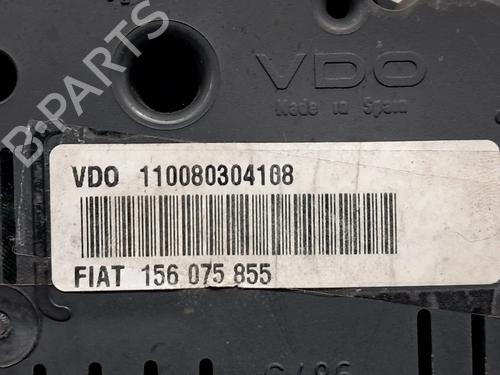 VDO
Made in Spain
B-PARTS
VDO 110080304108
FIAT 156 075 855